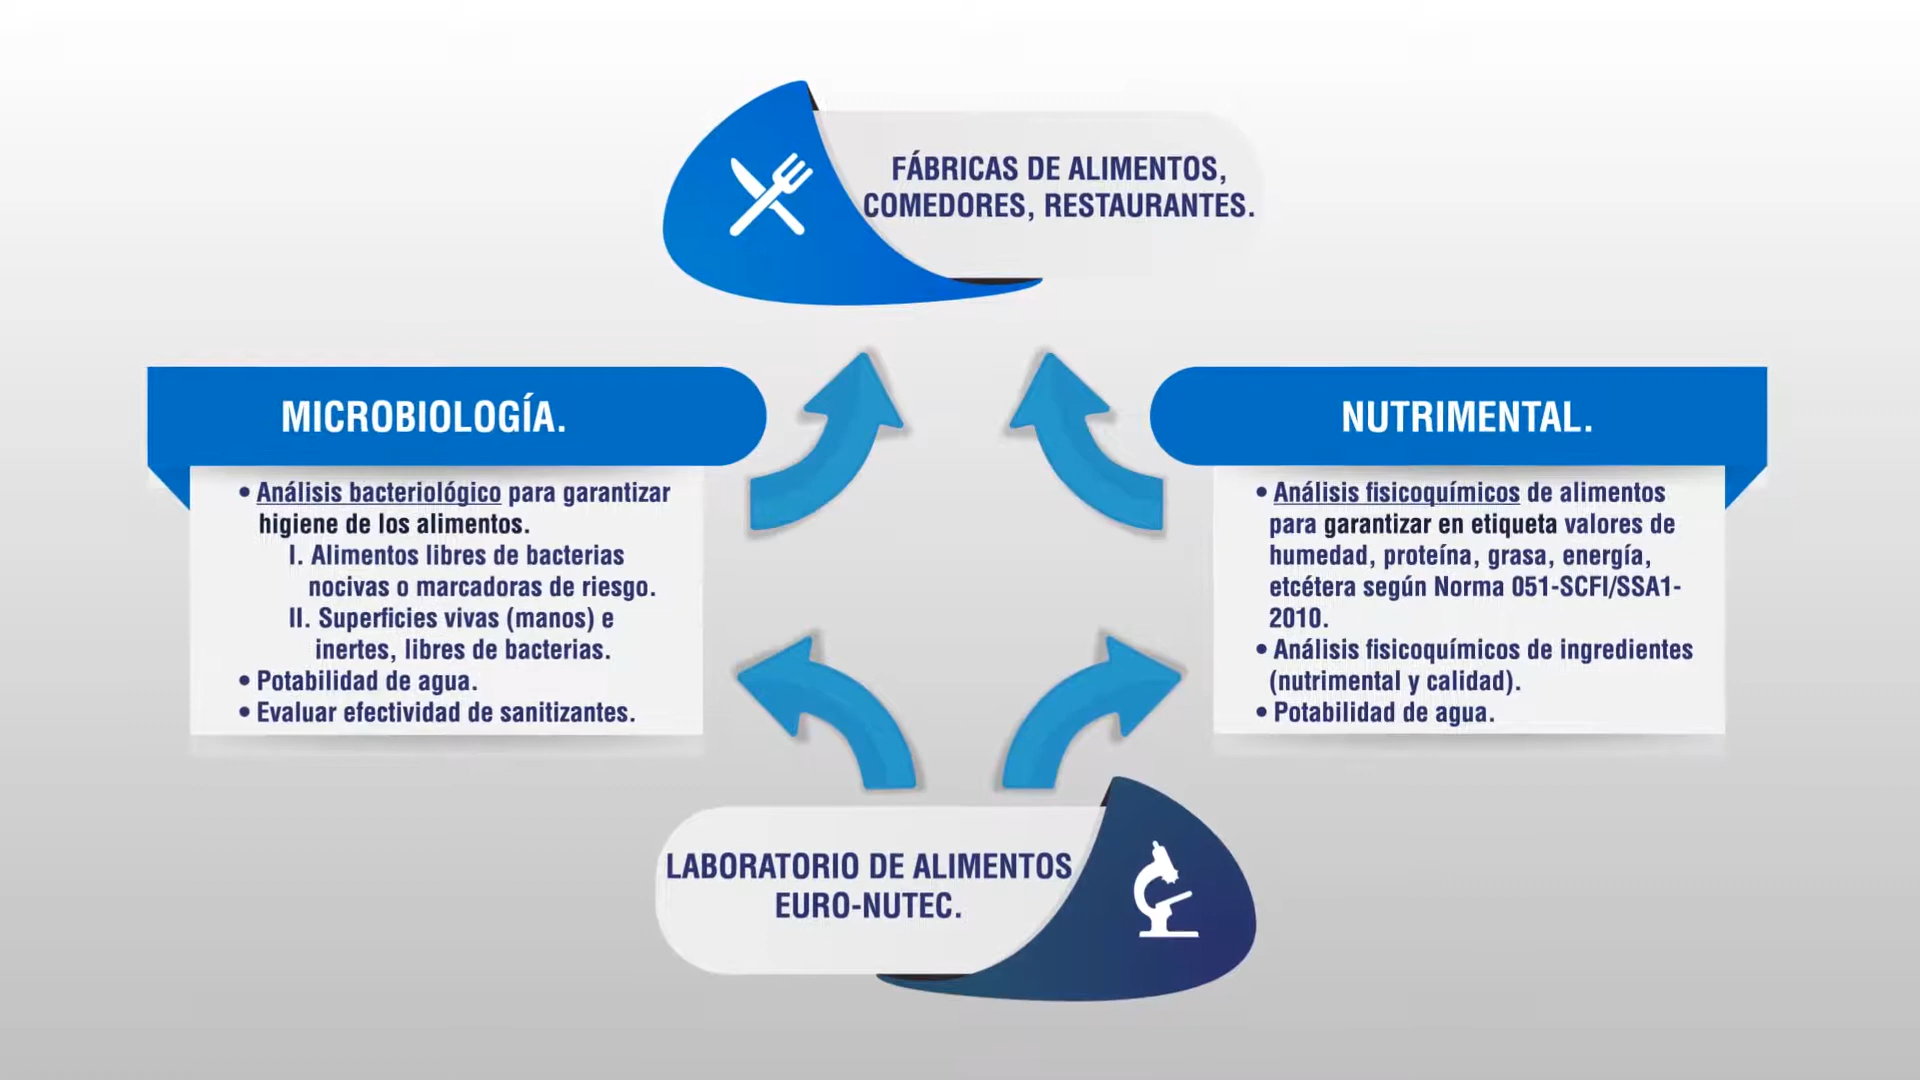 FÁBRICAS DE ALIMENTOS,
COMEDORES, RESTAURANTES.
MICROBIOLOGÍA.
• Análisis bacteriológico para garantizar
higiene de los alimentos.
I. Alimentos libres de bacterias
nocivas o marcadoras de riesgo.
II. Superficies vivas (manos) e
inertes, libres de bacterias.
• Potabilidad de agua.
• Evaluar efectividad de sanitizantes.
NUTRIMENTAL.
• Análisis fisicoquímicos de alimentos
para garantizar en etiqueta valores de
humedad, proteína, grasa, energía,
etcétera según Norma 051-SCFI/SSA1-
2010.
• Análisis fisicoquímicos de ingredientes
(nutrimental y calidad).
• Potabilidad de agua.
LABORATORIO DE ALIMENTOS
EURO-NUTEC.